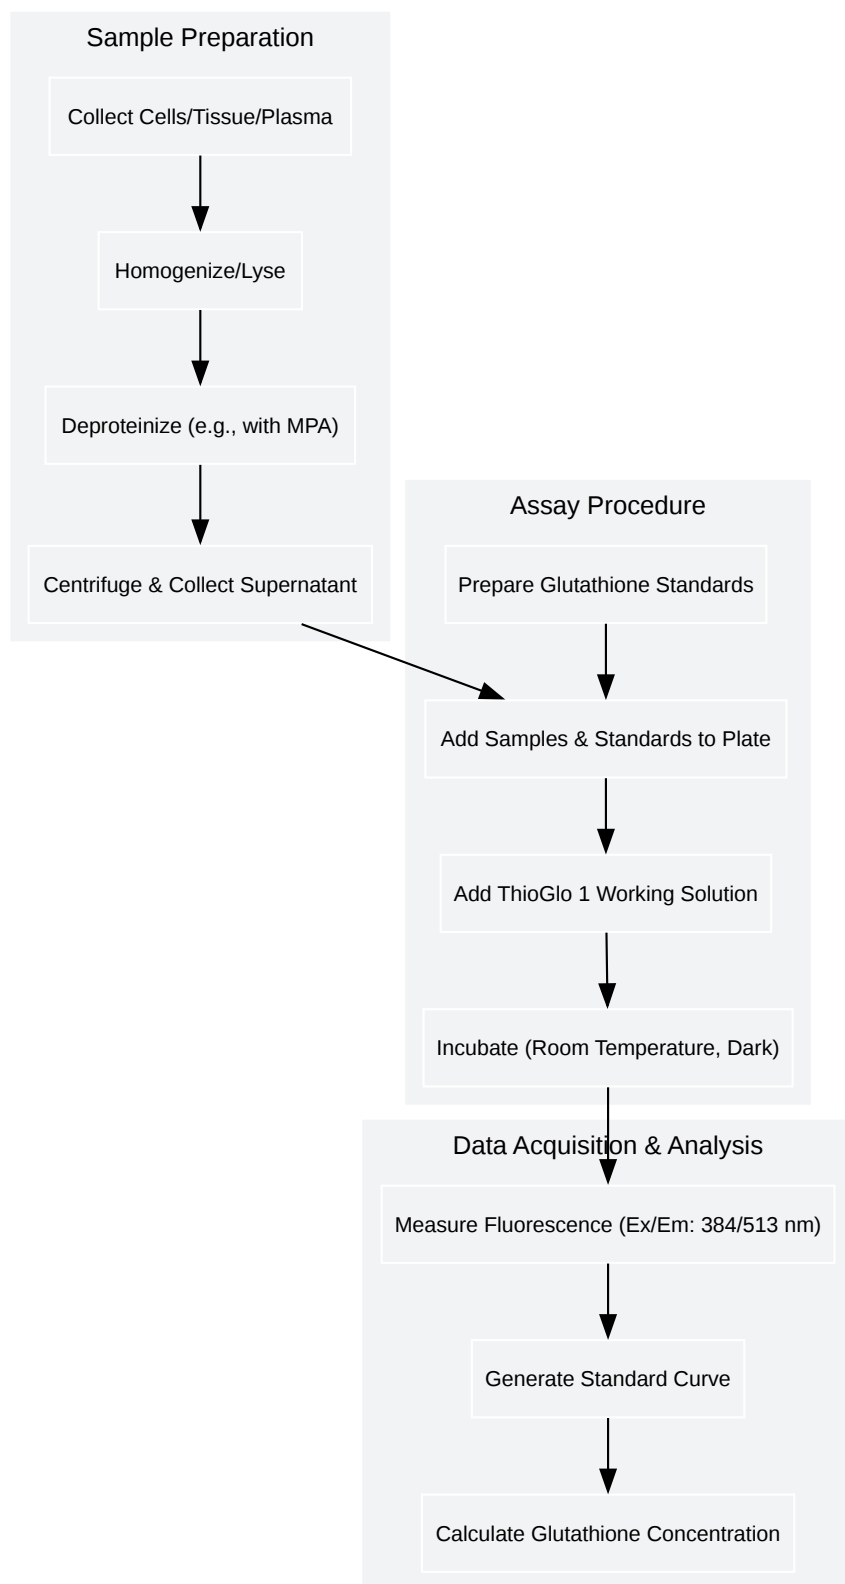 Sample Preparation
Collect Cells/Tissue/Plasma
Homogenize/Lyse
Deproteinize (e.g., with MPA)
Centrifuge & Collect Supernatant
Assay Procedure
Prepare Glutathione Standards
Add Samples & Standards to Plate
Add ThioGlo 1 Working Solution
Incubate (Room Temperature, Dark)
Data Acquisition & Analysis
Measure Fluorescence (Ex/Em: 384/513 nm)
Generate Standard Curve
Calculate Glutathione Concentration